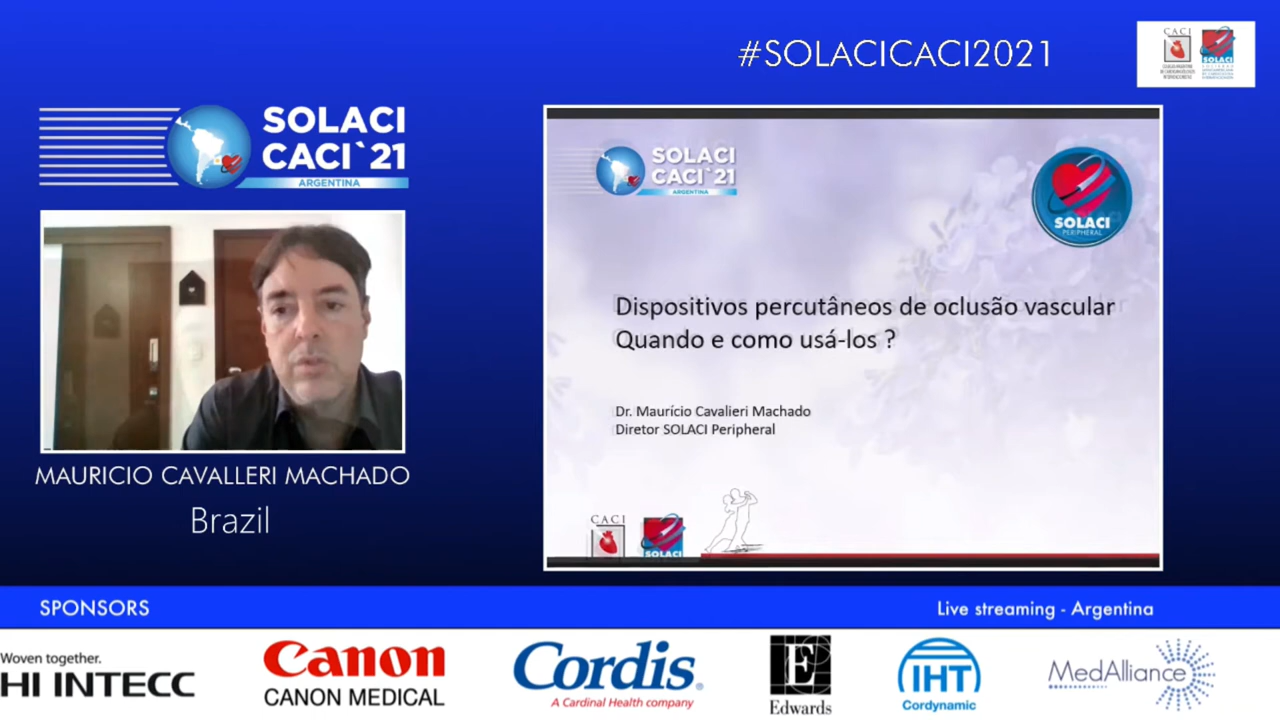 #SOLACICACI2021
CACI
SOLACI
SOLACI
CACI`21
ARGENTINA
SOLACI
CACI`21
ARGENTINA
SOLACI
PERIPHERAL
Dispositivos percutâneos de oclusão vascular
Quando e como usá-los ?
Dr. Maurício Cavalieri Machado
Diretor SOLACI Peripheral
CACI
SOLACI
MAURICIO CAVALLERI MACHADO
Brazil
SPONSORS
Live streaming - Argentina
Woven together.
HI INTECC
Canon
CANON MEDICAL
Cordis®
A Cardinal Health company
E
Edwards
IHT
Cordynamic
MedAlliance